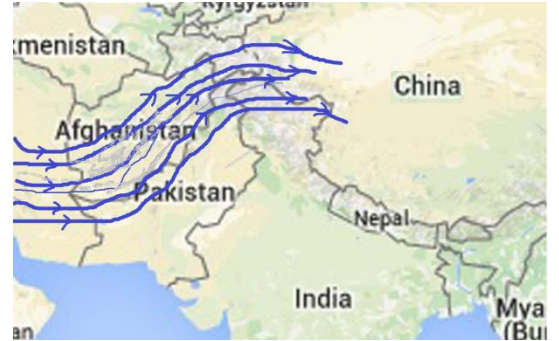 Kyrgyzstan
kmenistan
China
Afghanistan
Pakistan
Nepal
India
Mya
(Bu
an